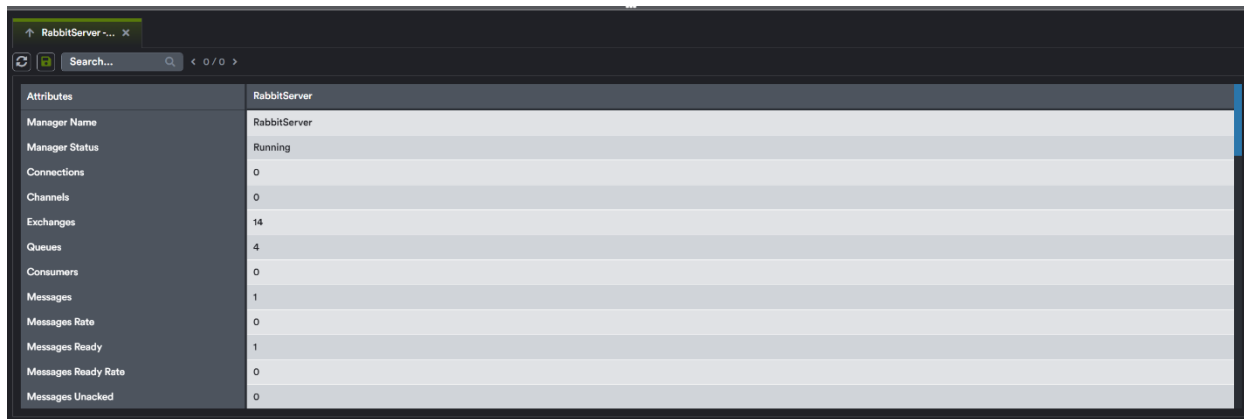 RabbitServer -...
Search... 0 / 0
Attributes RabbitServer
Manager Name RabbitServer
Manager Status Running
Connections 0
Channels 0
Exchanges 14
Queues 4
Consumers 0
Messages 1
Messages Rate 0
Messages Ready 1
Messages Ready Rate 0
Messages Unacked 0